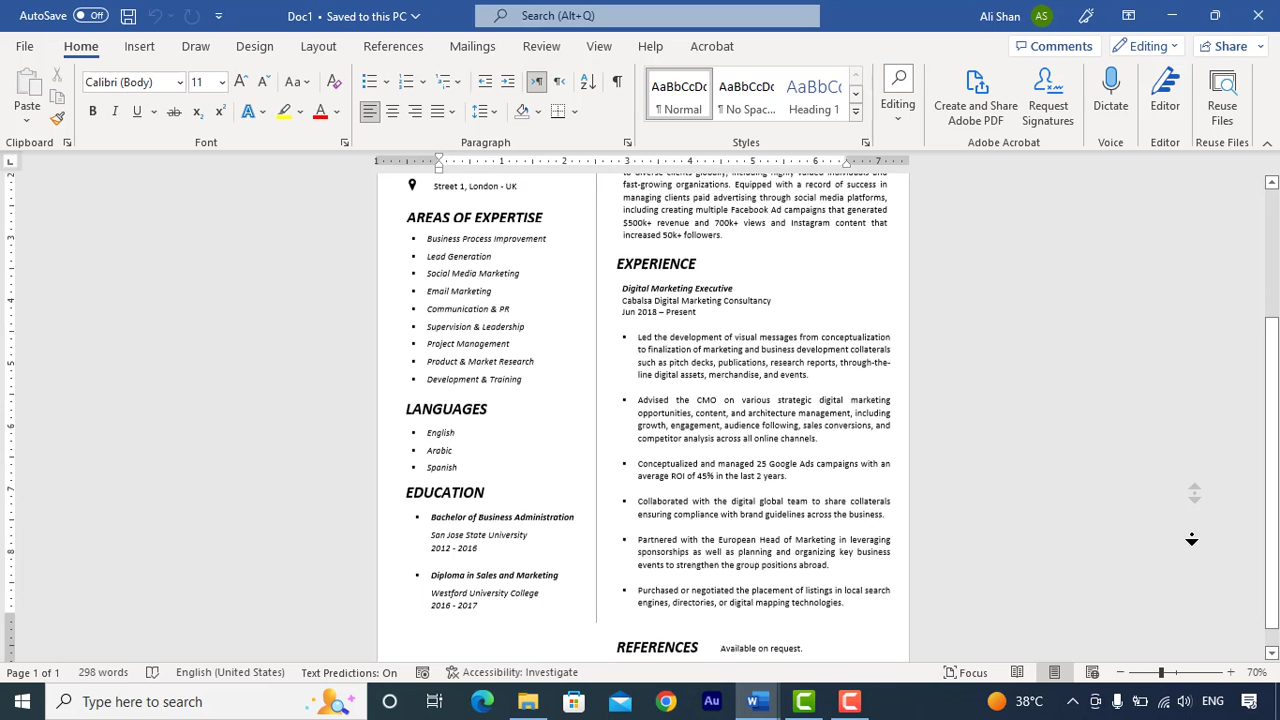 AutoSave Off Doc1 • Saved to this PC Search (Alt+Q) Ali Shan AS
File Home Insert Draw Design Layout References Mailings Review View Help Acrobat Comments Editing Share
Paste Calibri (Body) 11 Aa AaBbCcDc AaBbCcDc AaBbCc Editing Create and Share Adobe PDF Request Signatures Dictate Editor Reuse Files
¶ Normal ¶ No Spac... Heading 1
Clipboard Font Paragraph Styles Adobe Acrobat Voice Editor Reuse Files
Street 1, London - UK
AREAS OF EXPERTISE
Business Process Improvement
Lead Generation
Social Media Marketing
Email Marketing
Communication & PR
Supervision & Leadership
Project Management
Product & Market Research
Development & Training
LANGUAGES
English
Arabic
Spanish
EDUCATION
Bachelor of Business Administration
San Jose State University
2012 - 2016
Diploma in Sales and Marketing
Westford University College
2016 - 2017
to diverse clients globally, including highly valued individuals and
fast-growing organizations. Equipped with a record of success in
managing clients paid advertising through social media platforms,
including creating multiple Facebook Ad campaigns that generated
$500k+ revenue and 700k+ views and Instagram content that
increased 50k+ followers.
EXPERIENCE
Digital Marketing Executive
Cabalsa Digital Marketing Consultancy
Jun 2018 – Present
Led the development of visual messages from conceptualization
to finalization of marketing and business development collaterals
such as pitch decks, publications, research reports, through-the-
line digital assets, merchandise, and events.
Advised the CMO on various strategic digital marketing
opportunities, content, and architecture management, including
growth, engagement, audience following, sales conversions, and
competitor analysis across all online channels.
Conceptualized and managed 25 Google Ads campaigns with an
average ROI of 45% in the last 2 years.
Collaborated with the digital global team to share collaterals
ensuring compliance with brand guidelines across the business.
Partnered with the European Head of Marketing in leveraging
sponsorships as well as planning and organizing key business
events to strengthen the group positions abroad.
Purchased or negotiated the placement of listings in local search
engines, directories, or digital mapping technologies.
REFERENCES Available on request.
Page 1 of 1 298 words English (United States) Text Predictions: On Accessibility: Investigate Focus 70%
Type here to search Au 38°C ENG